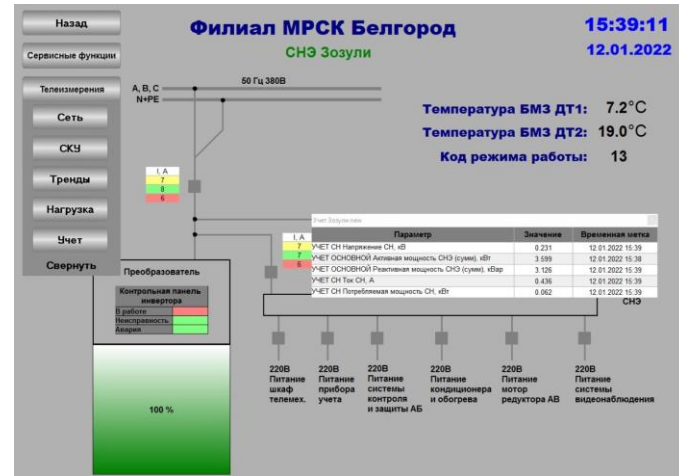 Назад
Филиал МРСК Белгород
15:39:11
Сервисные функции
СНЭ Зозули
12.01.2022
Телеизмерения
A, B, C
50 Гц 380В
N+PE
Температура БМЗ ДТ1: 7.2°C
Сеть
Температура БМЗ ДТ2: 19.0°C
СКУ
Код режима работы: 13
Тренды
I, A
7
8
6
Нагрузка
Учет
Свернуть
Учет Зозули пкм
I, A
7
7
6
Параметр Значение Временная метка
УЧЕТ СН Напряжение СН, кВ 0.231 12.01.2022 15:39
УЧЕТ ОСНОВНОЙ Активная мощность СНЭ (сумм), кВт 3.599 12.01.2022 15:38
УЧЕТ ОСНОВНОЙ Реактивная мощность СНЭ (сумм), кВар 3.126 12.01.2022 15:39
УЧЕТ СН Ток СН, А 0.436 12.01.2022 15:39
УЧЕТ СН Потребляемая мощность СН, кВт 0.062 12.01.2022 15:39
СНЭ
Преобразователь
Контрольная панель
инвертора
В работе
Неисправность
Авария
100 %
220В
Питание
шкаф
телемех.
220В
Питание
прибора
учета
220В
Питание
системы
контроля
и защиты АБ
220В
Питание
кондиционера
и обогрева
220В
Питание
мотор
редуктора АВ
220В
Питание
системы
видеонаблюдения